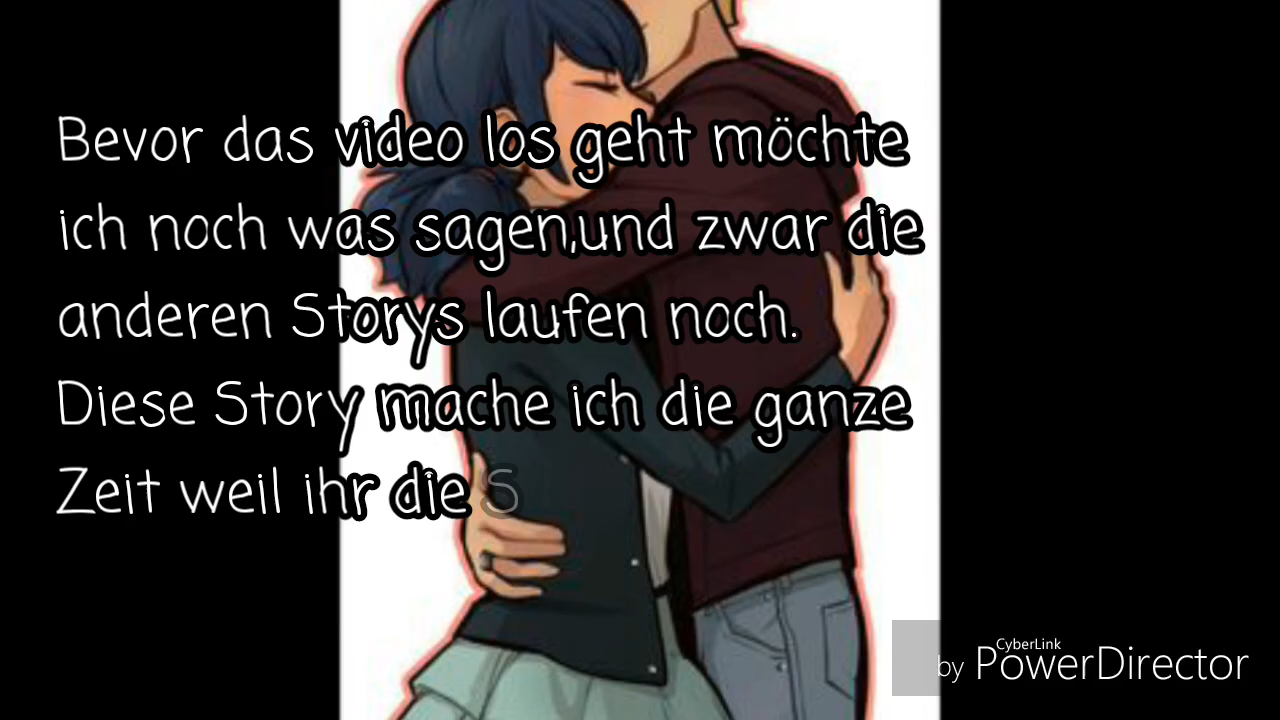 Bevor das video los geht möchte
ich noch was sagen,und zwar die
anderen Storys laufen noch.
Diese Story mache ich die ganze
Zeit weil ihr die S
by CyberLink PowerDirector